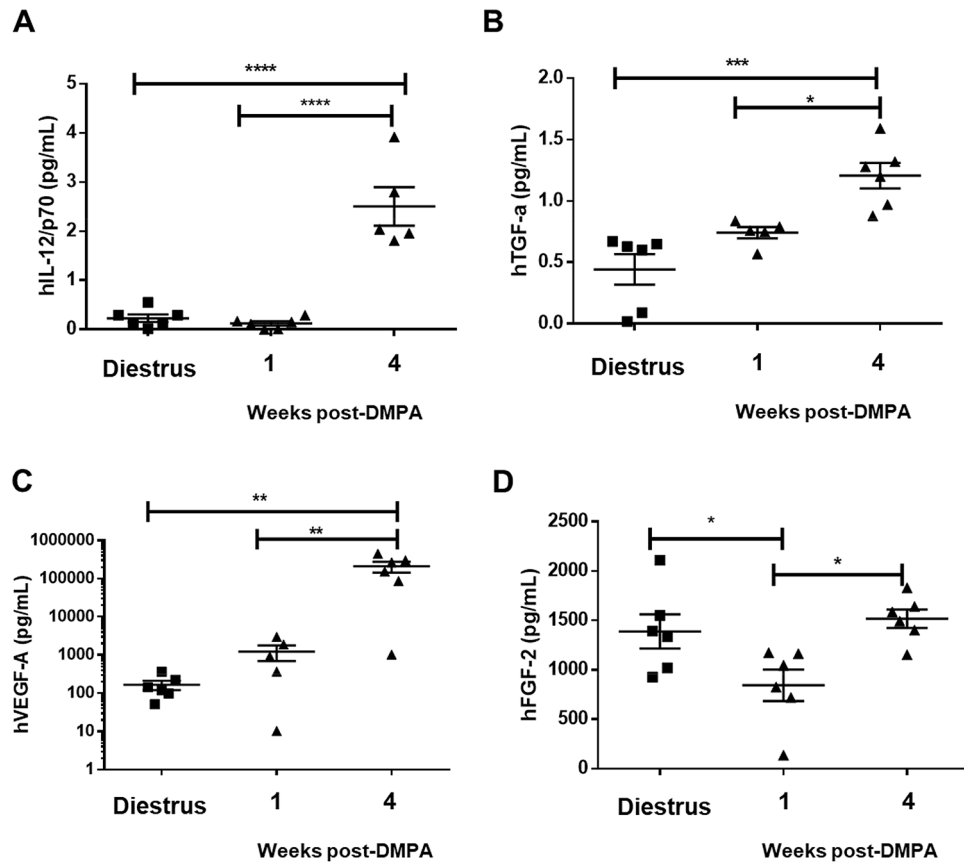 A
****
****
hIL-12/p70 (pg/mL)
5
4
3
2
1
0
Diestrus 1 4
Weeks post-DMPA
B
***
*
hTGF-a (pg/mL)
2.0
1.5
1.0
0.5
0.0
Diestrus 1 4
Weeks post-DMPA
C
**
**
hVEGF-A (pg/mL)
1000000
100000
10000
1000
100
10
1
Diestrus 1 4
Weeks post-DMPA
D
*
*
hFGF-2 (pg/mL)
2500
2000
1500
1000
500
0
Diestrus 1 4
Weeks post-DMPA